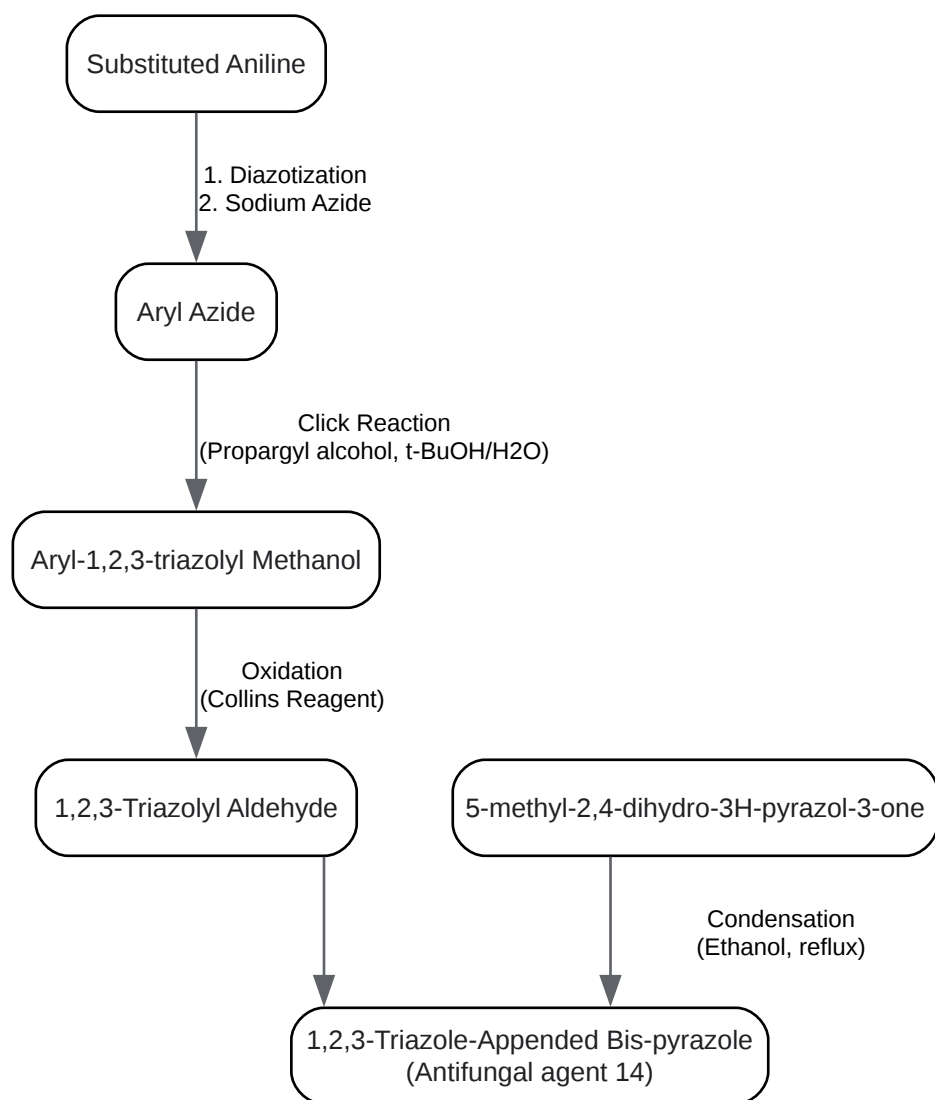 Substituted Aniline
1. Diazotization
2. Sodium Azide
Aryl Azide
Click Reaction
(Propargyl alcohol, t-BuOH/H2O)
Aryl-1,2,3-triazolyl Methanol
Oxidation
(Collins Reagent)
1,2,3-Triazolyl Aldehyde
5-methyl-2,4-dihydro-3H-pyrazol-3-one
Condensation
(Ethanol, reflux)
1,2,3-Triazole-Appended Bis-pyrazole
(Antifungal agent 14)